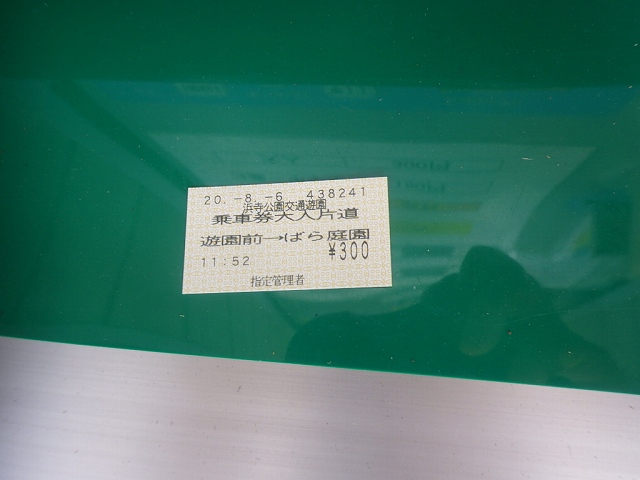 20.-8.-6 438241
浜寺公園交通遊園
乗車券大人片道
遊園前→ばら庭園
¥300
11:52
指定管理者